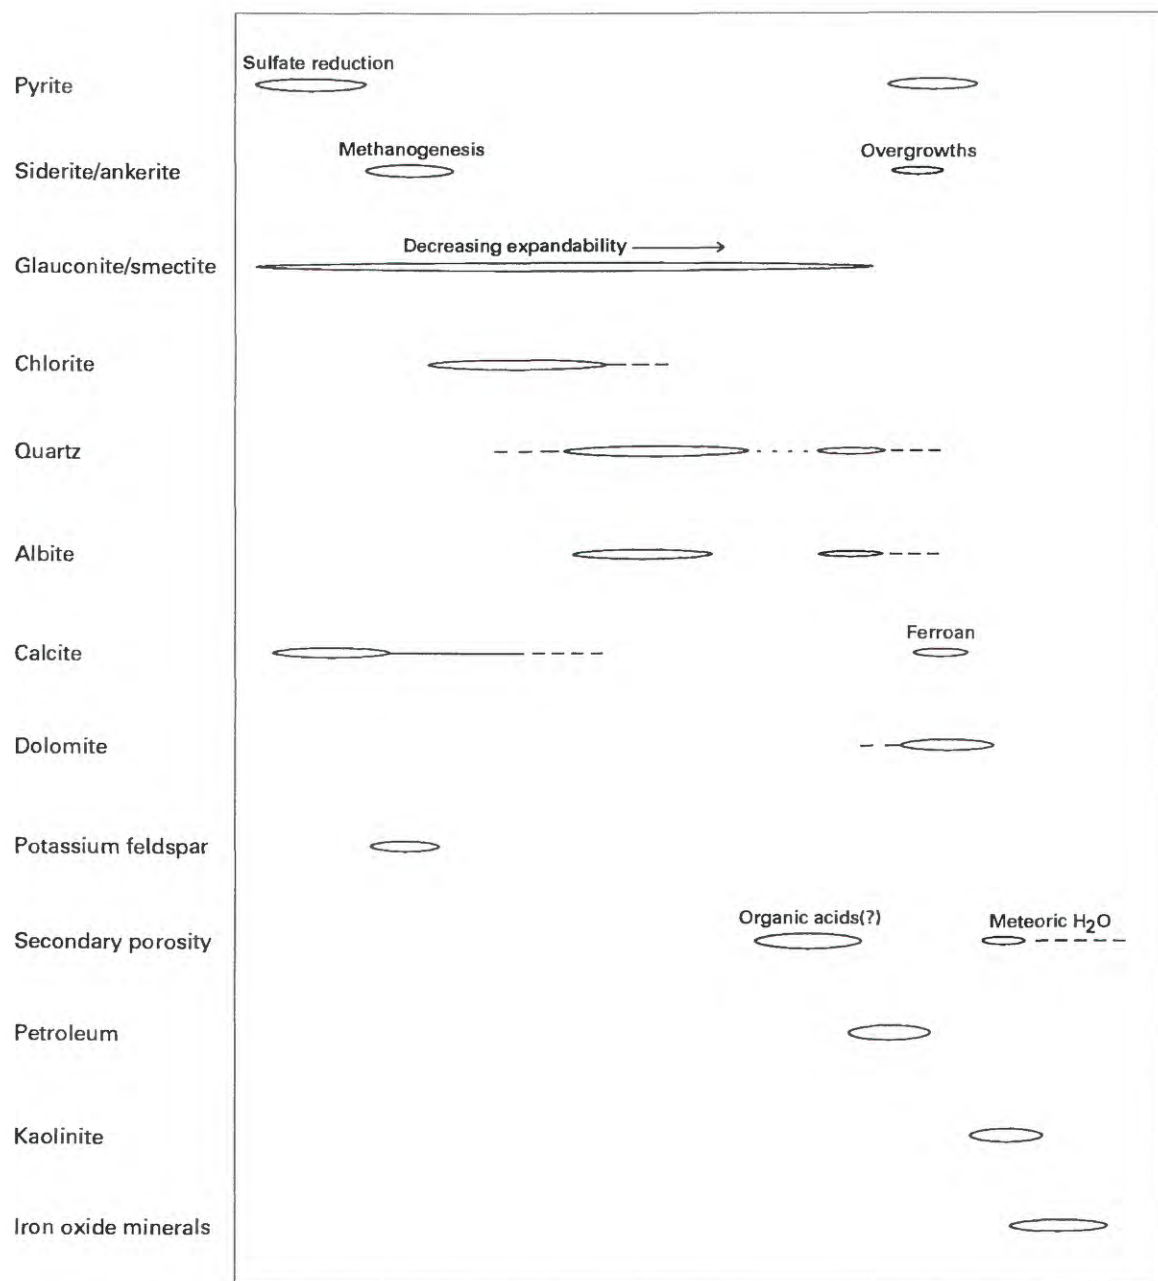 Sulfate reduction
Pyrite
Methanogenesis
Overgrowths
Siderite/ankerite
Decreasing expandability
Glauconite/smectite
Chlorite
Quartz
Albite
Ferroan
Calcite
Dolomite
Potassium feldspar
Organic acids(?)
Meteoric H2O
Secondary porosity
Petroleum
Kaolinite
Iron oxide minerals